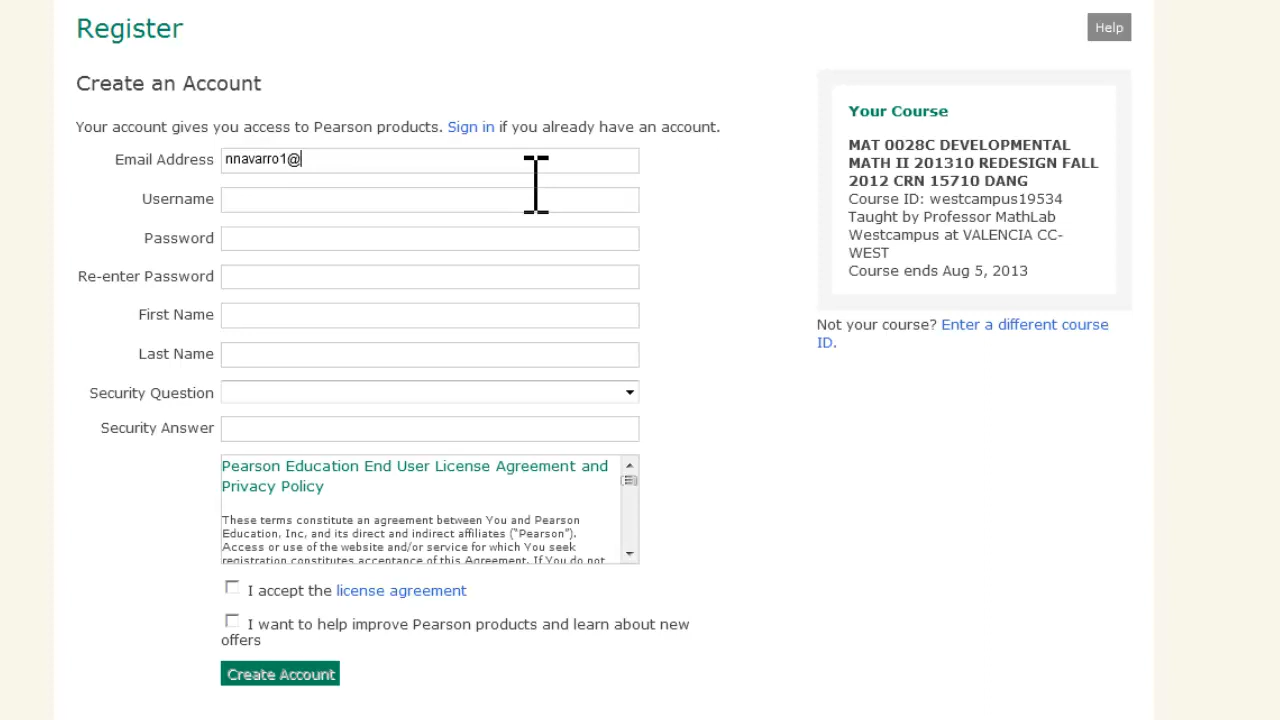 Register
Help
Create an Account
Your account gives you access to Pearson products. Sign in if you already have an account.
Email Address nnavarro1@
Username
Password
Re-enter Password
First Name
Last Name
Security Question
Security Answer
Pearson Education End User License Agreement and
Privacy Policy
These terms constitute an agreement between You and Pearson
Education, Inc, and its direct and indirect affiliates ("Pearson").
Access or use of the website and/or service for which You seek
registration constitutes acceptance of this Agreement. If You do not
I accept the license agreement
I want to help improve Pearson products and learn about new
offers
Create Account
Your Course
MAT 0028C DEVELOPMENTAL
MATH II 201310 REDESIGN FALL
2012 CRN 15710 DANG
Course ID: westcampus19534
Taught by Professor MathLab
Westcampus at VALENCIA CC-
WEST
Course ends Aug 5, 2013
Not your course? Enter a different course
ID.